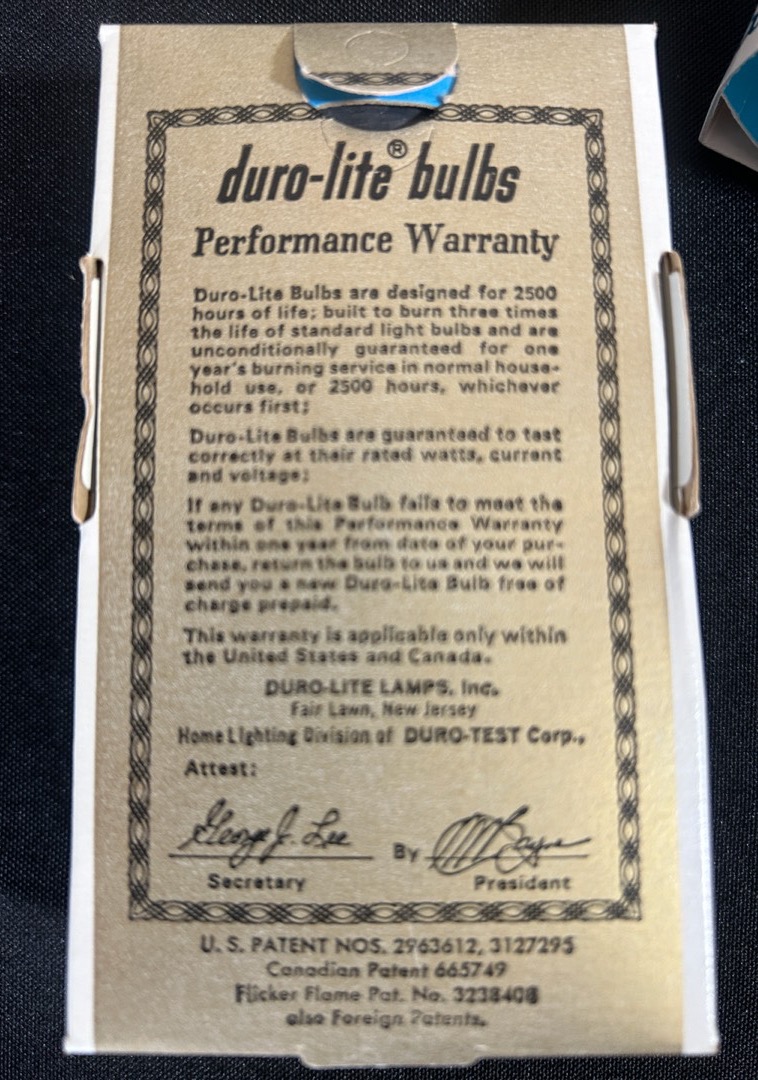 duro-lite® bulbs
Performance Warranty
Duro-Lite Bulbs are designed for 2500
hours of life; built to burn three times
the life of standard light bulbs and are
unconditionally guaranteed for one
year's burning service in normal house-
hold use, or 2500 hours, whichever
occurs first;
Duro-Lite Bulbs are guaranteed to test
correctly at their rated watts, current
and voltage;
If any Duro-Lite Bulb fails to meet the
terms of this Performance Warranty
within one year from date of your pur-
chase, return the bulb to us and we will
send you a new Duro-Lite Bulb free of
charge prepaid.
This warranty is applicable only within
the United States and Canada.
DURO-LITE LAMPS, Inc.
Fair Lawn, New Jersey
Home Lighting Division of DURO-TEST Corp.,
Attest:
George J. Lee
By
Secretary
President
U. S. PATENT NOS. 2963612, 3127295
Canadian Patent 665749
Flicker Flame Pat. No. 3238408
also Foreign Patents.